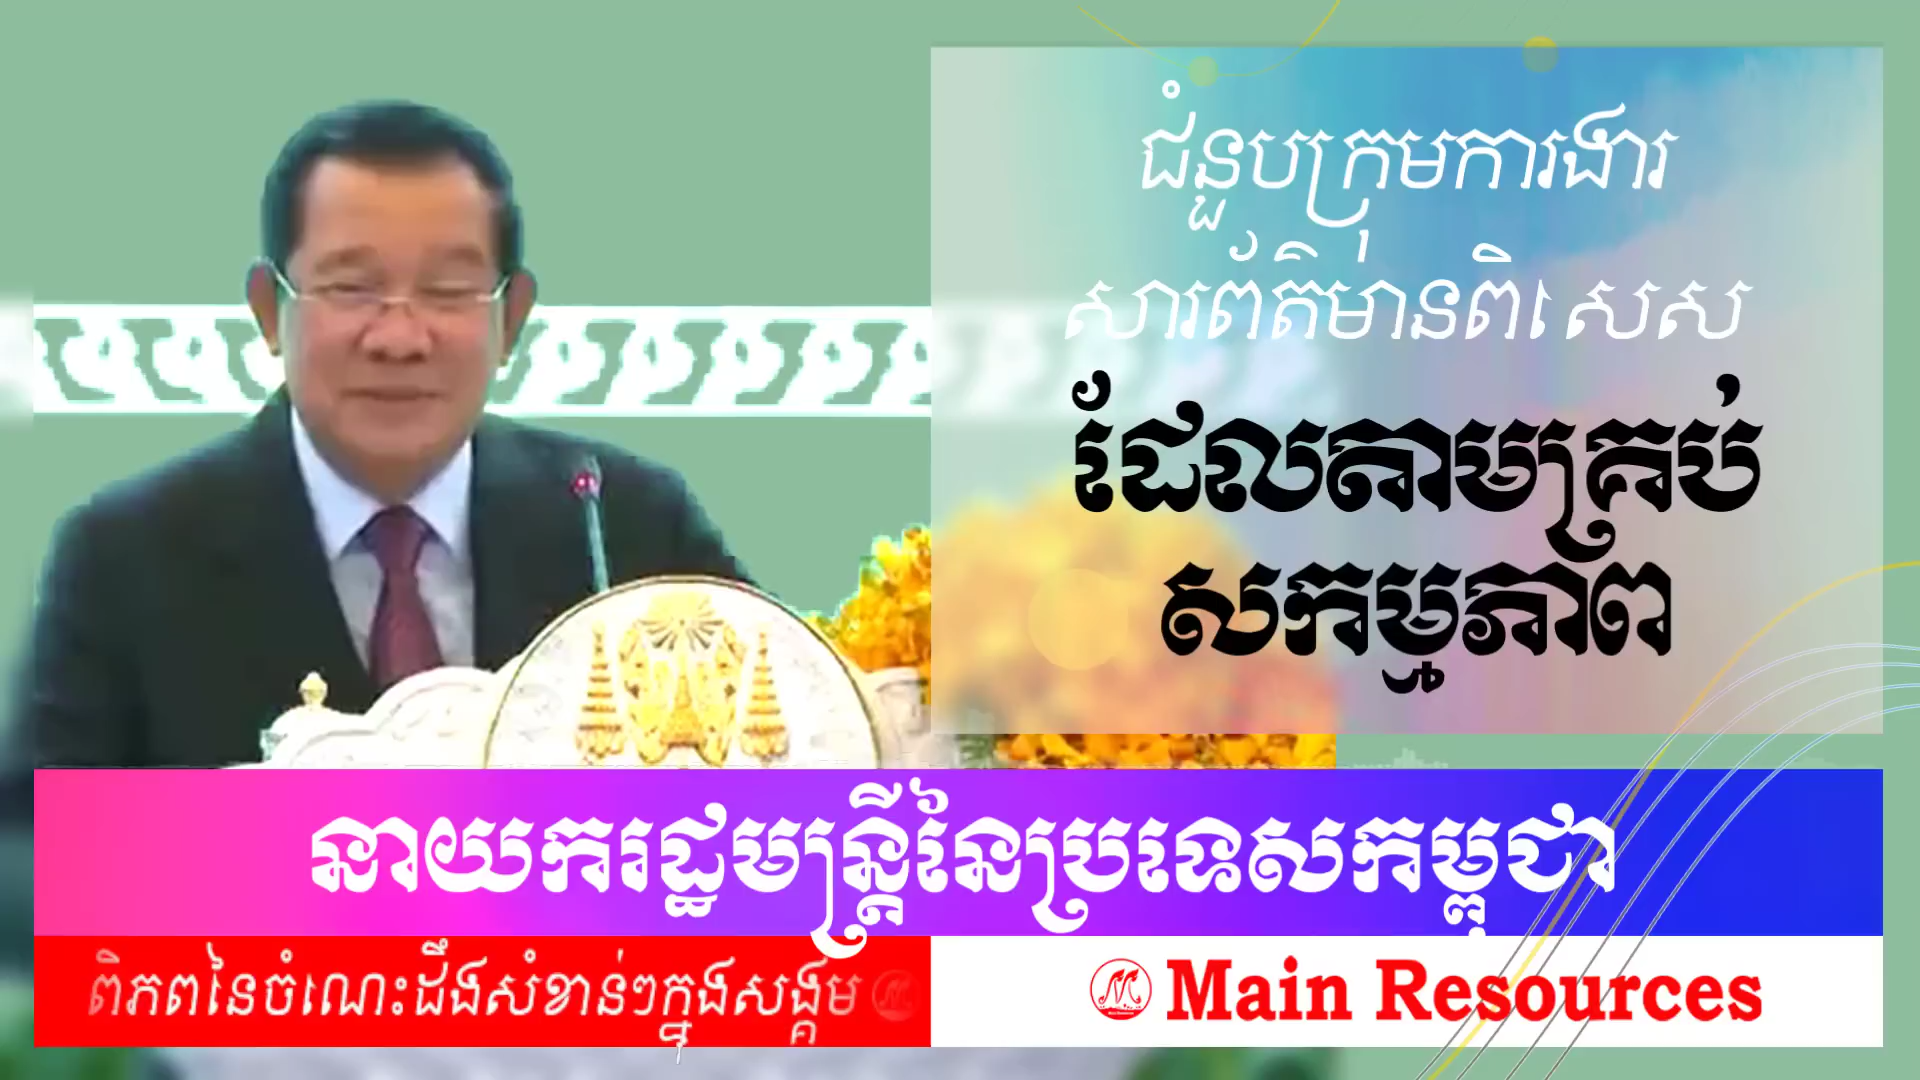 ជំនួបក្រុមការងារ
សារព័ត៌មានពិសេស
ដែលតាមគ្រប់
សកម្មភាព
នាយករដ្ឋមន្ត្រីនៃប្រទេសកម្ពុជា
ពិភពនៃចំណេះដឹងសំខាន់ៗក្នុងសង្គម
Main Resources